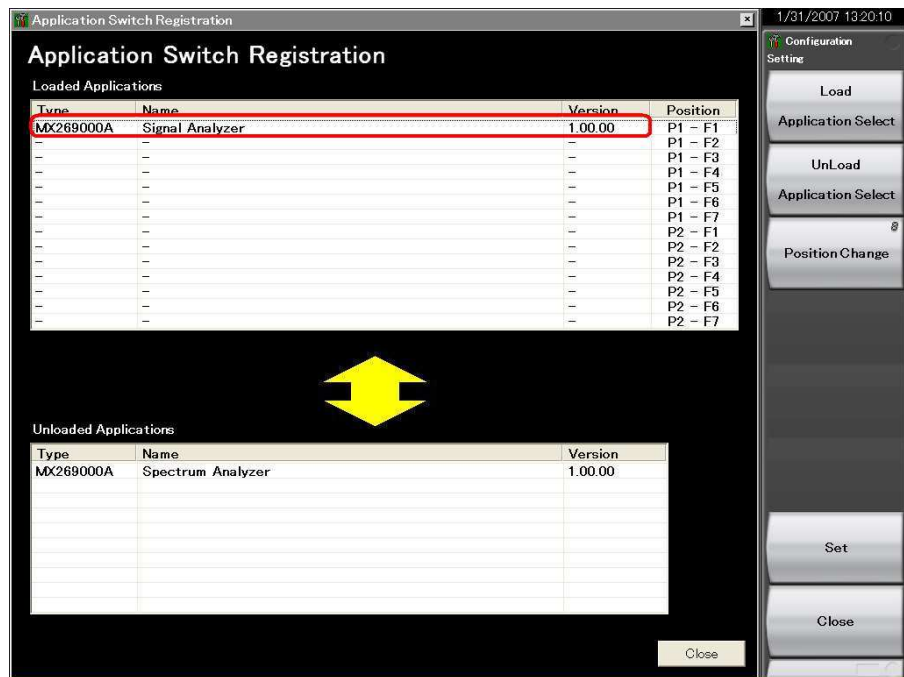 Application Switch Registration
1/31/2007 13:20:10
Application Switch Registration
Loaded Applications
Type Name Version Position
MX269000A Signal Analyzer 1.00.00 P1 - F1
- - - P1 - F2
- - - P1 - F3
- - - P1 - F4
- - - P1 - F5
- - - P1 - F6
- - - P1 - F7
- - - P2 - F1
- - - P2 - F2
- - - P2 - F3
- - - P2 - F4
- - - P2 - F5
- - - P2 - F6
- - - P2 - F7
Unloaded Applications
Type Name Version
MX269000A Spectrum Analyzer 1.00.00
Close
Configuration
Setting
Load
Application Select
UnLoad
Application Select
8
Position Change
Set
Close